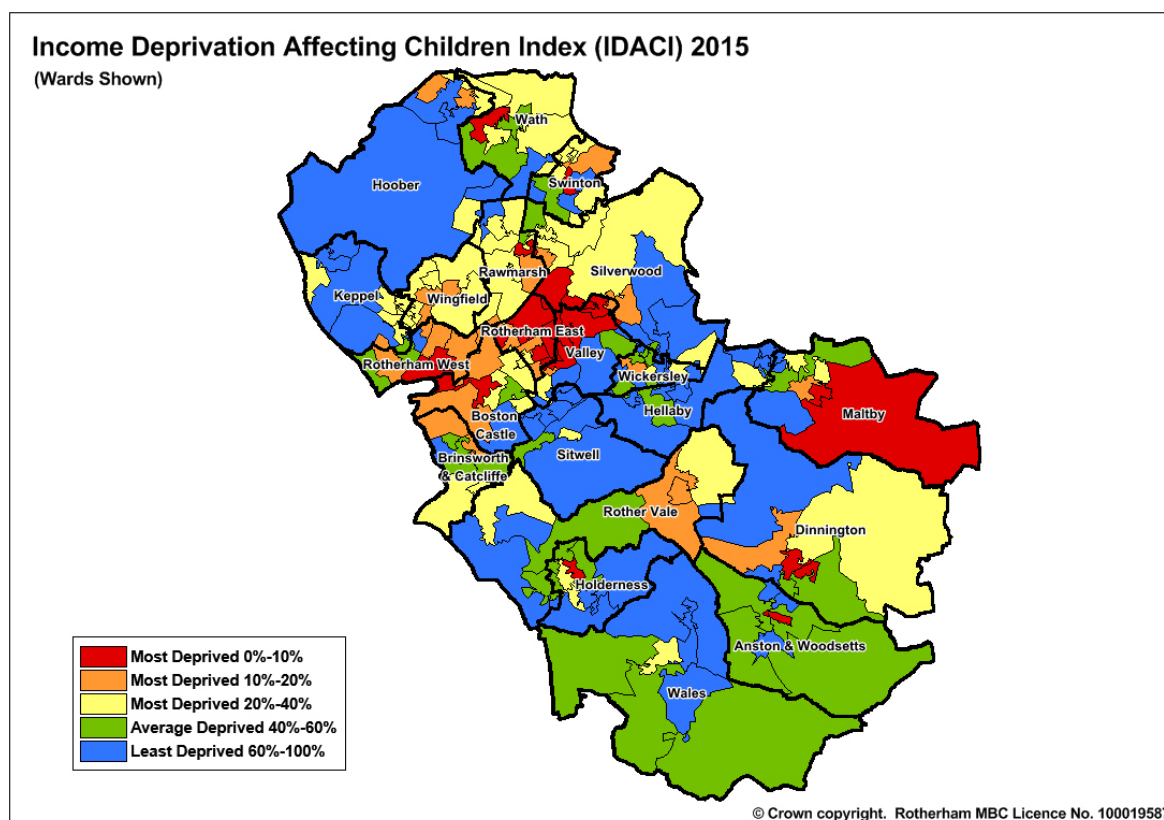 Income Deprivation Affecting Children Index (IDACI) 2015
(Wards Shown)
Wath
Hoober
Swinton
Silverwood
Rawmarsh
Keppel
Wingfield
Rotherham East
Valley
Rotherham West
Wickersley
Hellaby
Maltby
Boston
Castle
Sitwell
Brinsworth
& Catcliffe
Rother Vale
Dinnington
Holderness
Anston & Woodsetts
Wales
Most Deprived 0%-10%
Most Deprived 10%-20%
Most Deprived 20%-40%
Average Deprived 40%-60%
Least Deprived 60%-100%
© Crown copyright. Rotherham MBC Licence No. 100019587